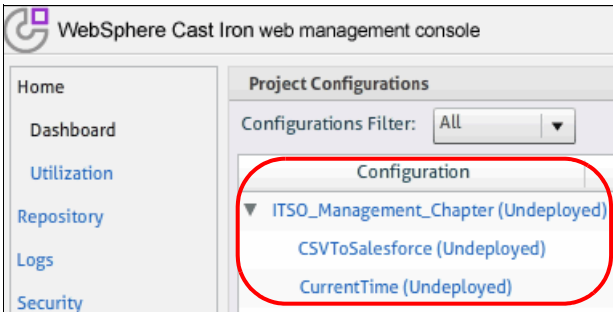 WebSphere Cast Iron web management console
Home
Dashboard
Utilization
Repository
Logs
Security
Project Configurations
Configurations Filter: All
Configuration
ITSO_Management_Chapter (Undeployed)
CSVToSalesforce (Undeployed)
CurrentTime (Undeployed)